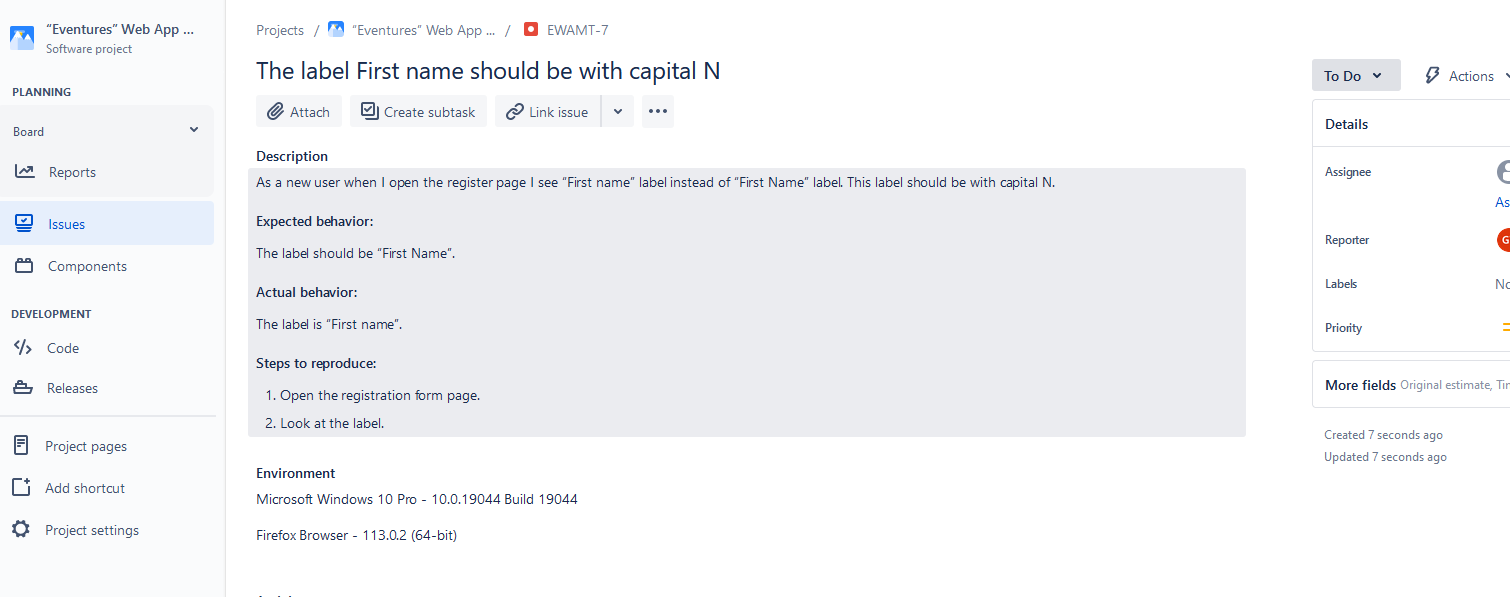 “Eventures” Web App ...
Software project
PLANNING
Board
Reports
Issues
Components
DEVELOPMENT
Code
Releases
Project pages
Add shortcut
Project settings
Projects / “Eventures” Web App ... / EWAMT-7
The label First name should be with capital N
Attach Create subtask Link issue
Description
As a new user when I open the register page I see “First name” label instead of “First Name” label. This label should be with capital N.
Expected behavior:
The label should be “First Name”.
Actual behavior:
The label is “First name”.
Steps to reproduce:
1. Open the registration form page.
2. Look at the label.
Environment
Microsoft Windows 10 Pro - 10.0.19044 Build 19044
Firefox Browser - 113.0.2 (64-bit)
To Do Actions
Details
Assignee
As
Reporter G
Labels No
Priority
More fields Original estimate, Tim
Created 7 seconds ago
Updated 7 seconds ago